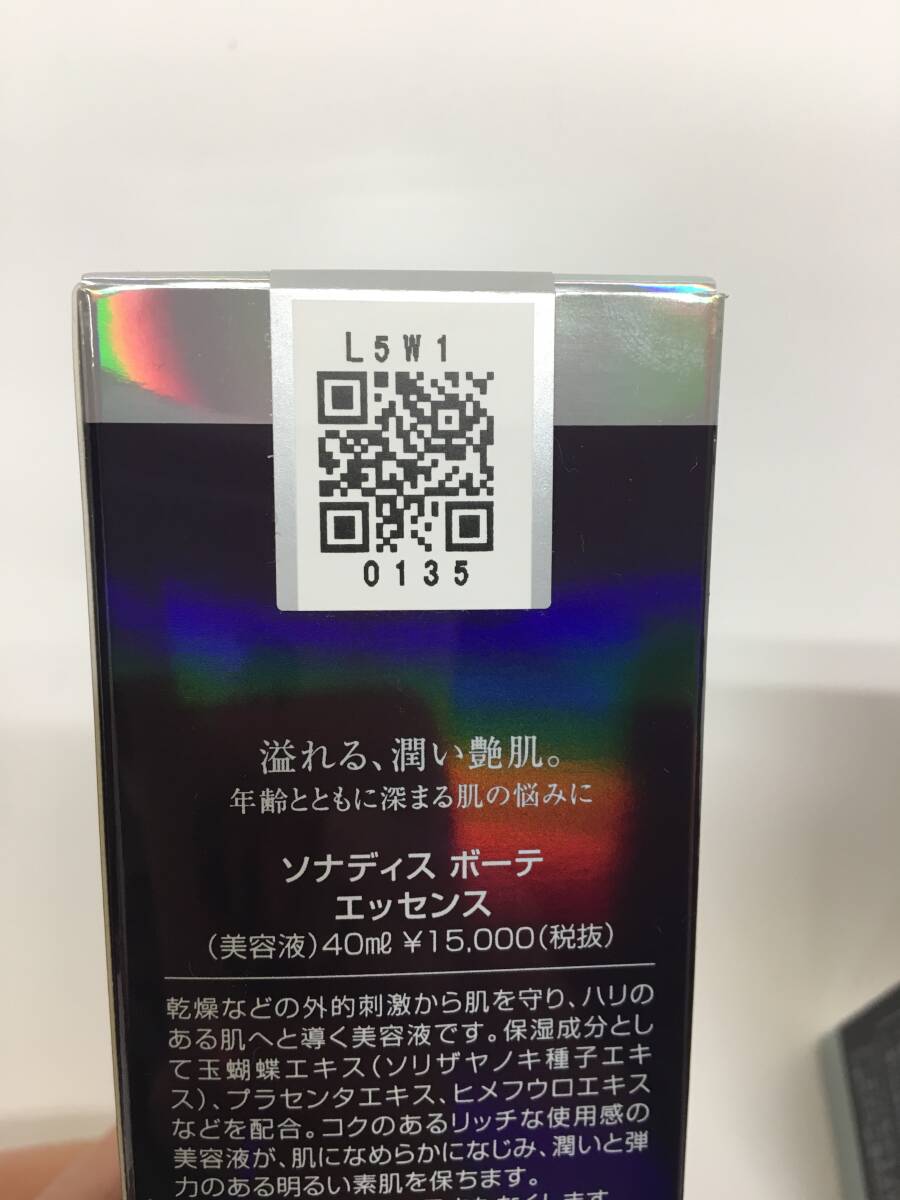 L5W1
0135
溢れる、潤い艶肌。
年齢とともに深まる肌の悩みに
ソナディス ボーテ
エッセンス
(美容液)40㎖ ¥15,000(税抜)
乾燥などの外的刺激から肌を守り、ハリの
ある肌へと導く美容液です。保湿成分とし
て玉蝴蝶エキス(ソリザヤノキ種子エキ
ス)、プラセンタエキス、ヒメフウロエキス
などを配合。コクのあるリッチな使用感の
美容液が、肌になめらかになじみ、潤いと弾
力のある明るい素肌を保ちます。